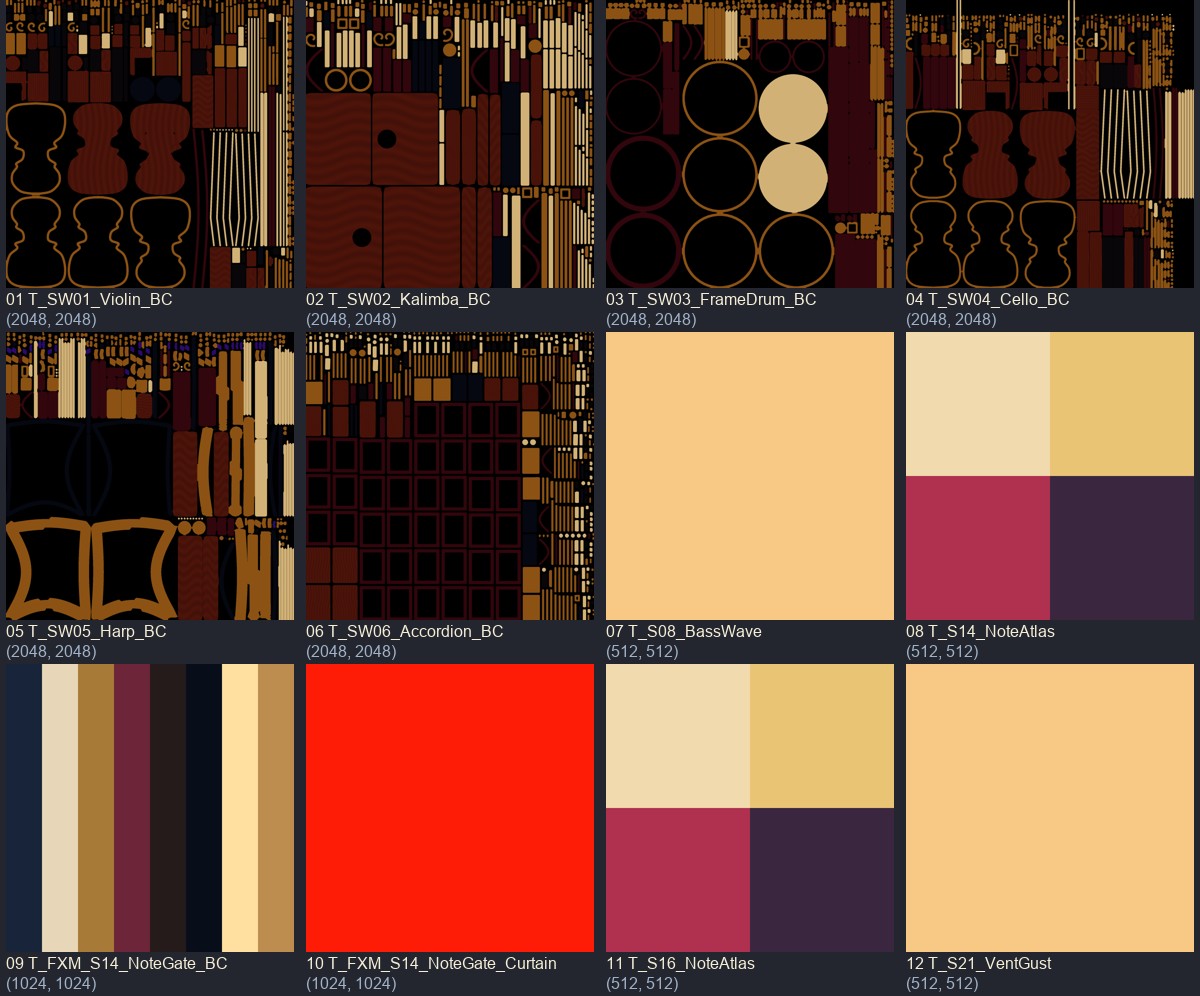 01 T_SW01_Violin_BC
(2048, 2048)
02 T_SW02_Kalimba_BC
(2048, 2048)
03 T_SW03_FrameDrum_BC
(2048, 2048)
04 T_SW04_Cello_BC
(2048, 2048)
05 T_SW05_Harp_BC
(2048, 2048)
06 T_SW06_Accordion_BC
(2048, 2048)
07 T_S08_BassWave
(512, 512)
08 T_S14_NoteAtlas
(512, 512)
09 T_FXM_S14_NoteGate_BC
(1024, 1024)
10 T_FXM_S14_NoteGate_Curtain
(1024, 1024)
11 T_S16_NoteAtlas
(512, 512)
12 T_S21_VentGust
(512, 512)